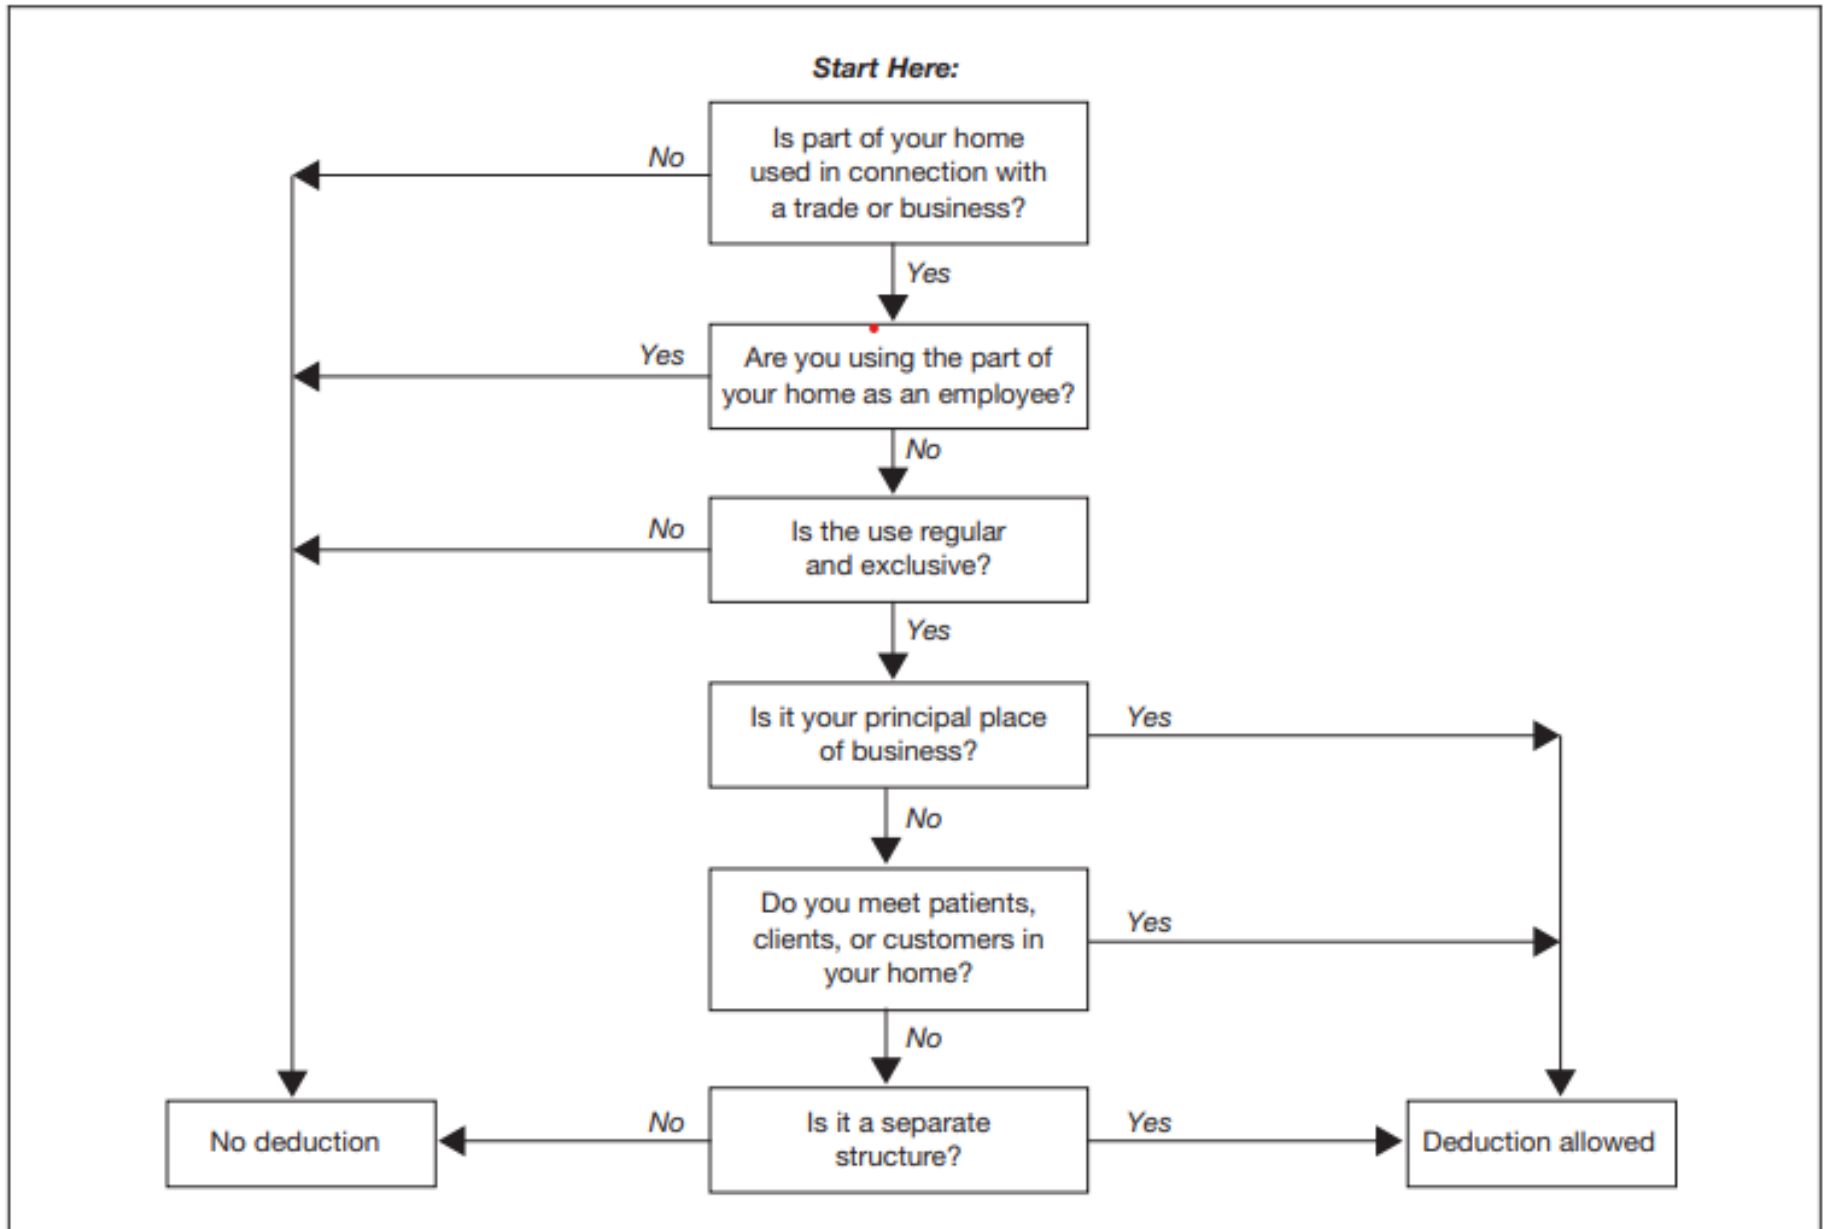 Start Here:
Is part of your home
used in connection with
a trade or business?
No
Yes
Are you using the part of
your home as an employee?
Yes
No
Is the use regular
and exclusive?
No
Yes
Is it your principal place
of business?
Yes
No
Do you meet patients,
clients, or customers in
your home?
Yes
No
Is it a separate
structure?
No
Yes
No deduction
Deduction allowed